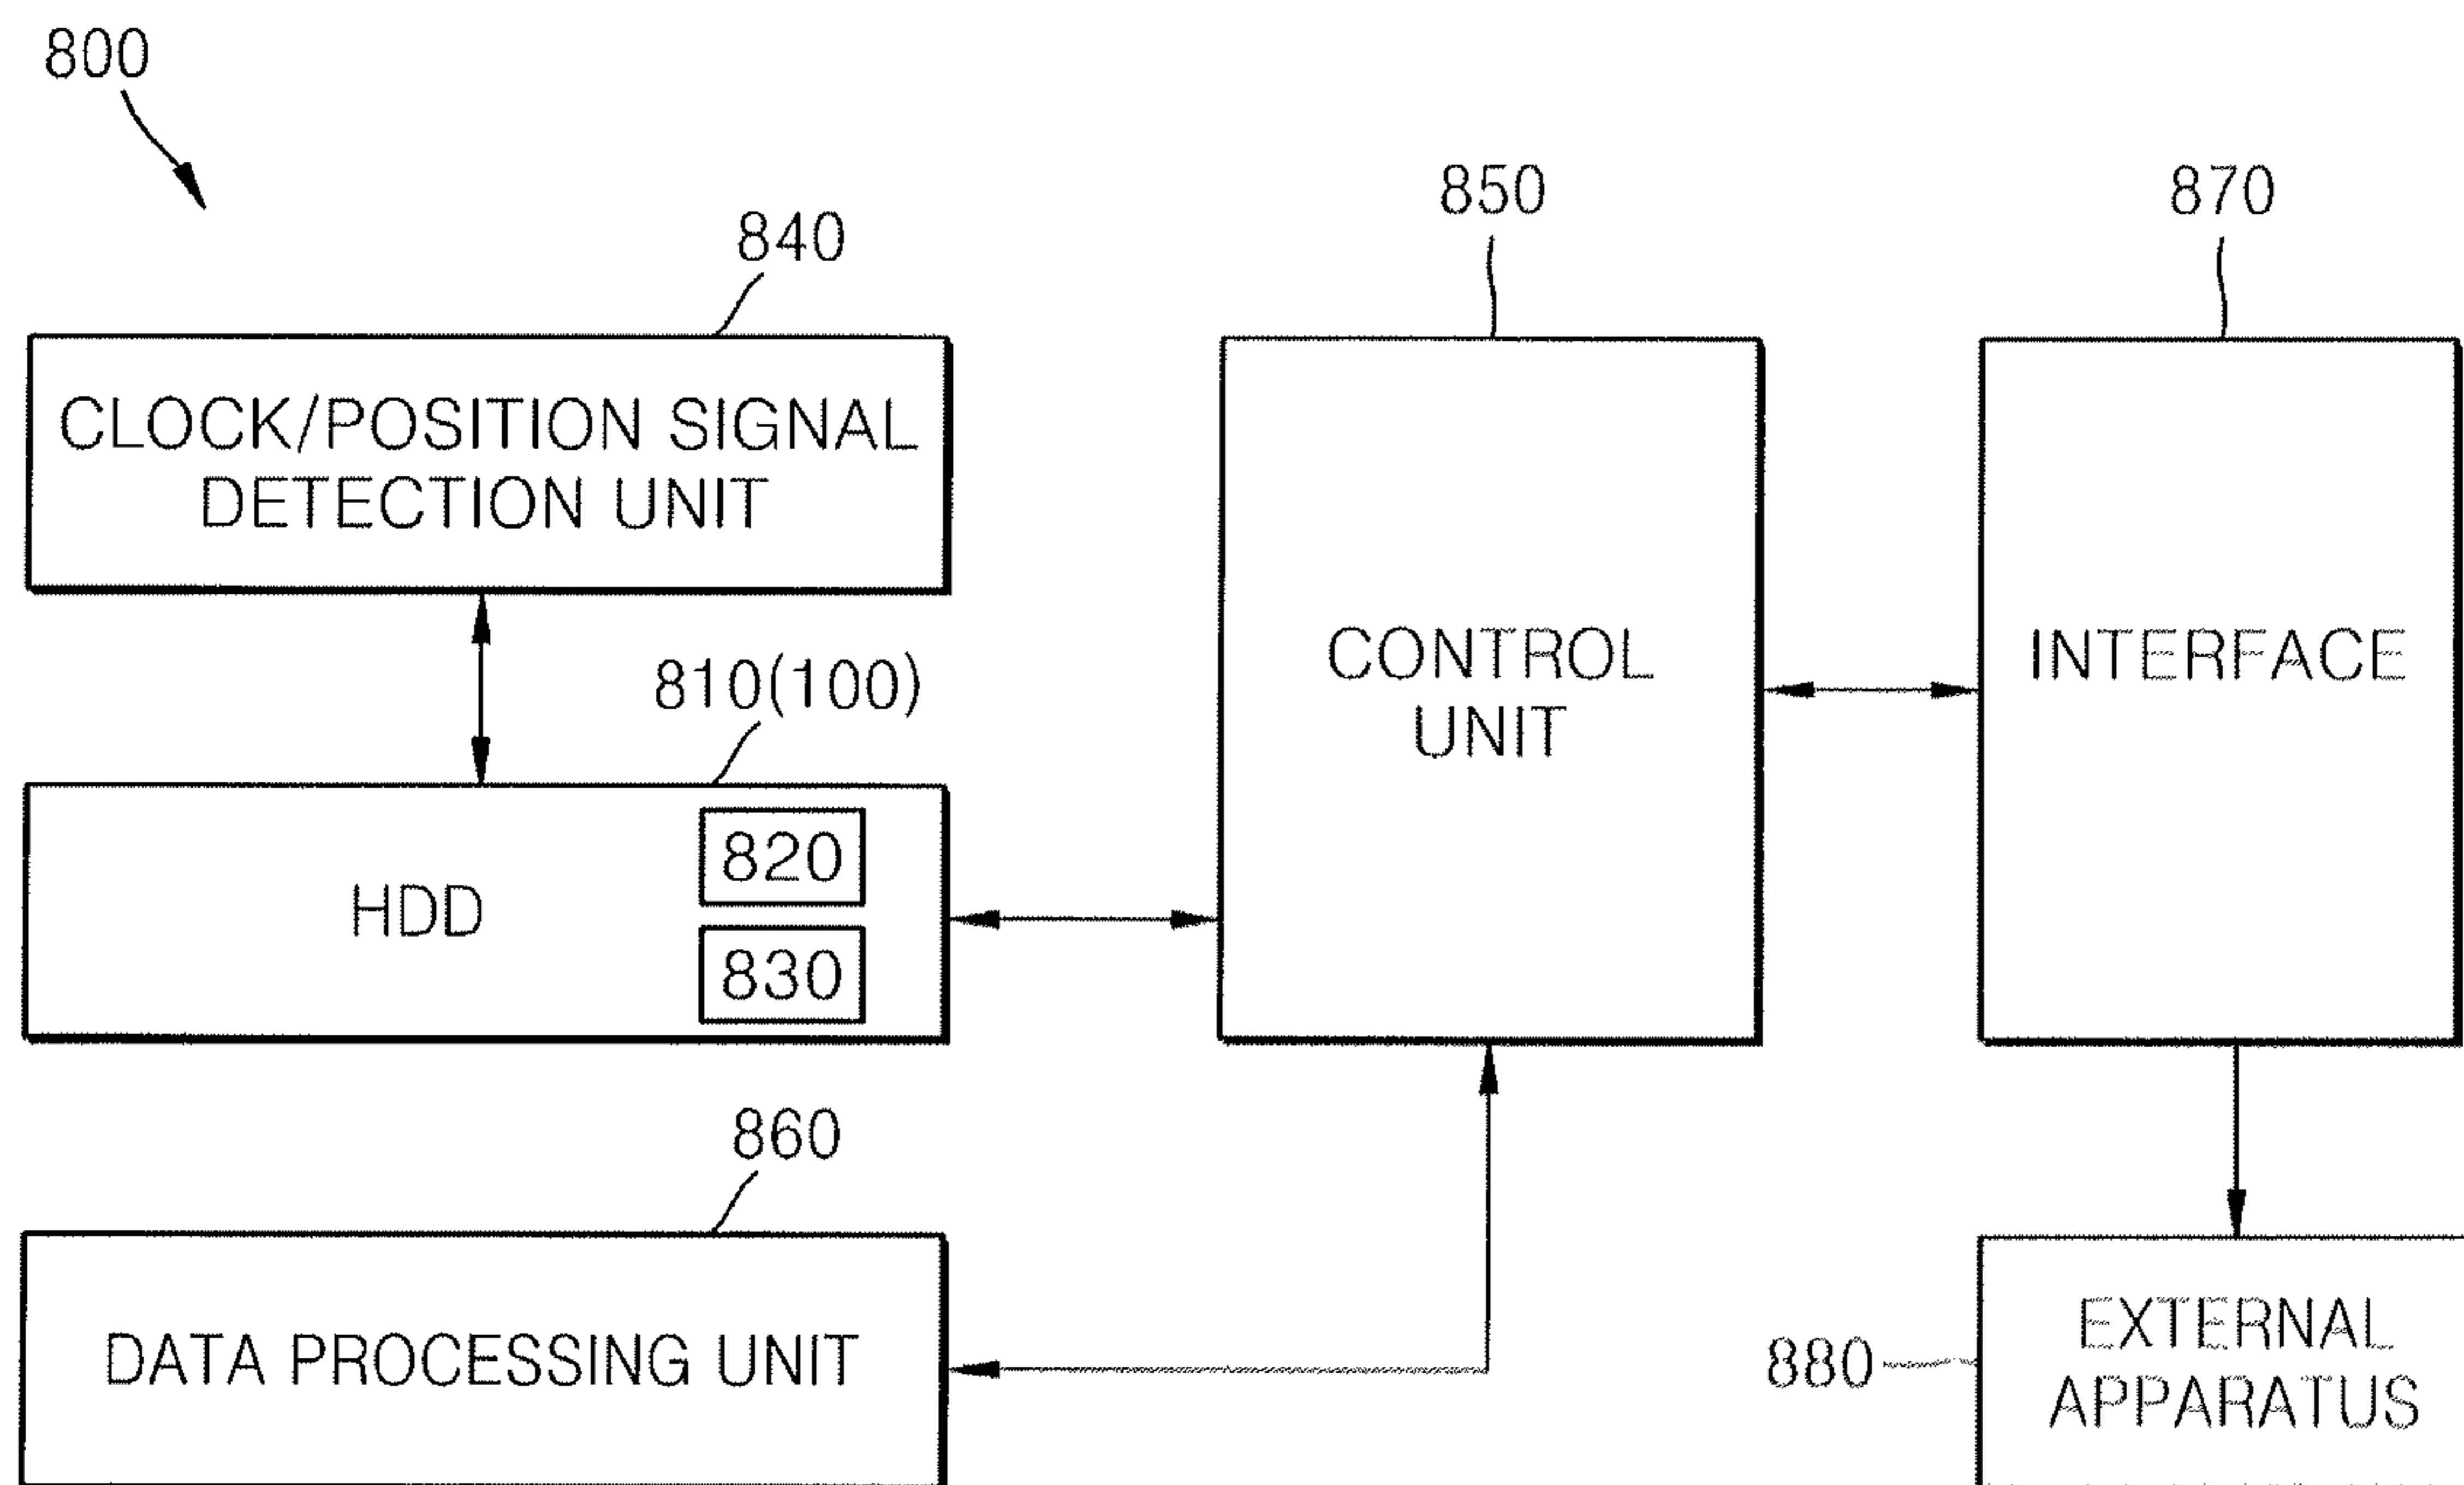 800
840
850
870
CLOCK/POSITION SIGNAL
DETECTION UNIT
810(100)
CONTROL
UNIT
INTERFACE
HDD
820
830
860
DATA PROCESSING UNIT
880
EXTERNAL
APPARATUS